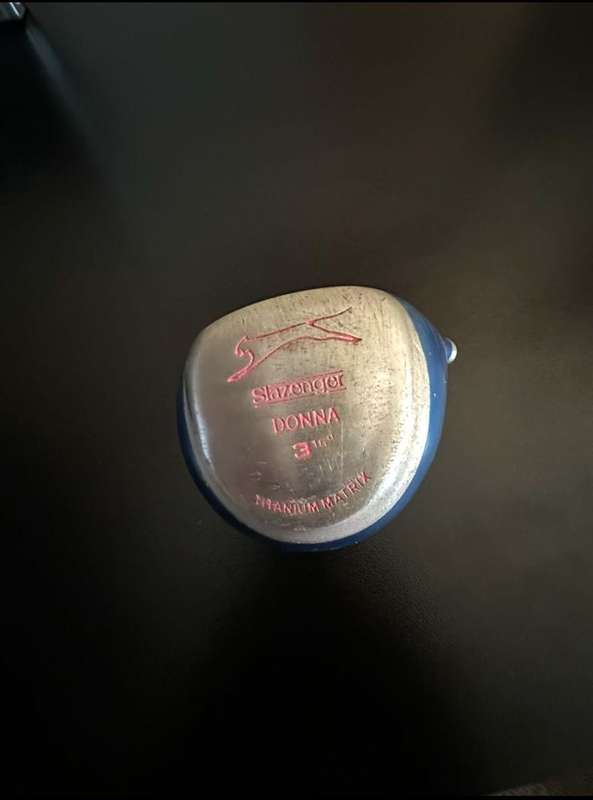 Slazenger
DONNA
3
TITANIUM MATRIX